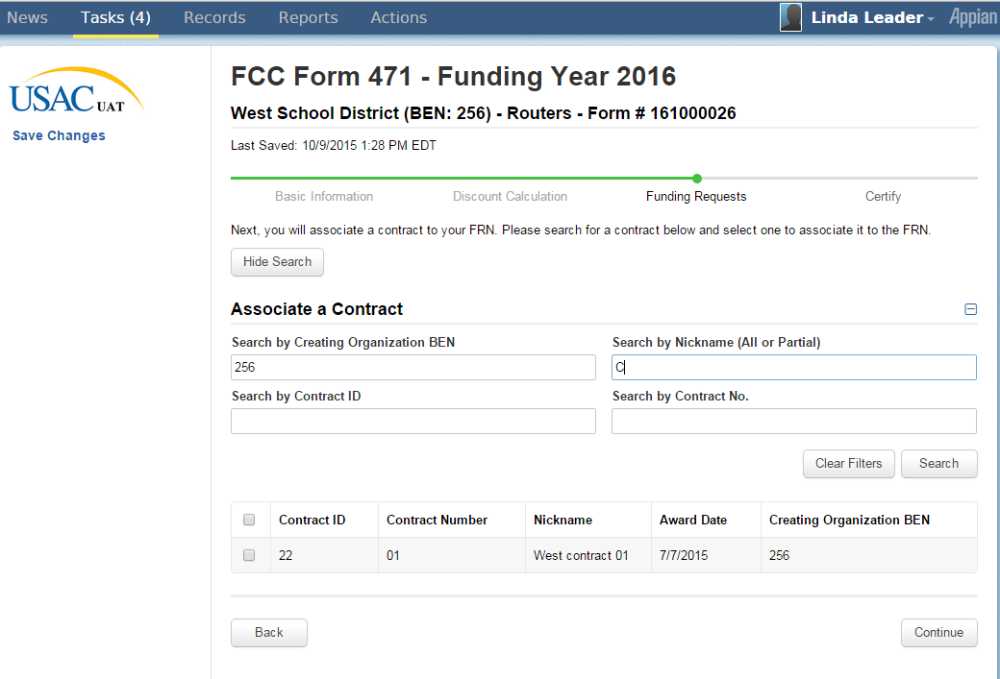 News Tasks (4) Records Reports Actions Linda Leader Appian
USAC UAT
Save Changes
FCC Form 471 - Funding Year 2016
West School District (BEN: 256) - Routers - Form # 161000026
Last Saved: 10/9/2015 1:28 PM EDT
Basic Information Discount Calculation Funding Requests Certify
Next, you will associate a contract to your FRN. Please search for a contract below and select one to associate it to the FRN.
Hide Search
Associate a Contract
Search by Creating Organization BEN Search by Nickname (All or Partial)
256 C
Search by Contract ID Search by Contract No.
Clear Filters Search
Contract ID Contract Number Nickname Award Date Creating Organization BEN
22 01 West contract 01 7/7/2015 256
Back Continue